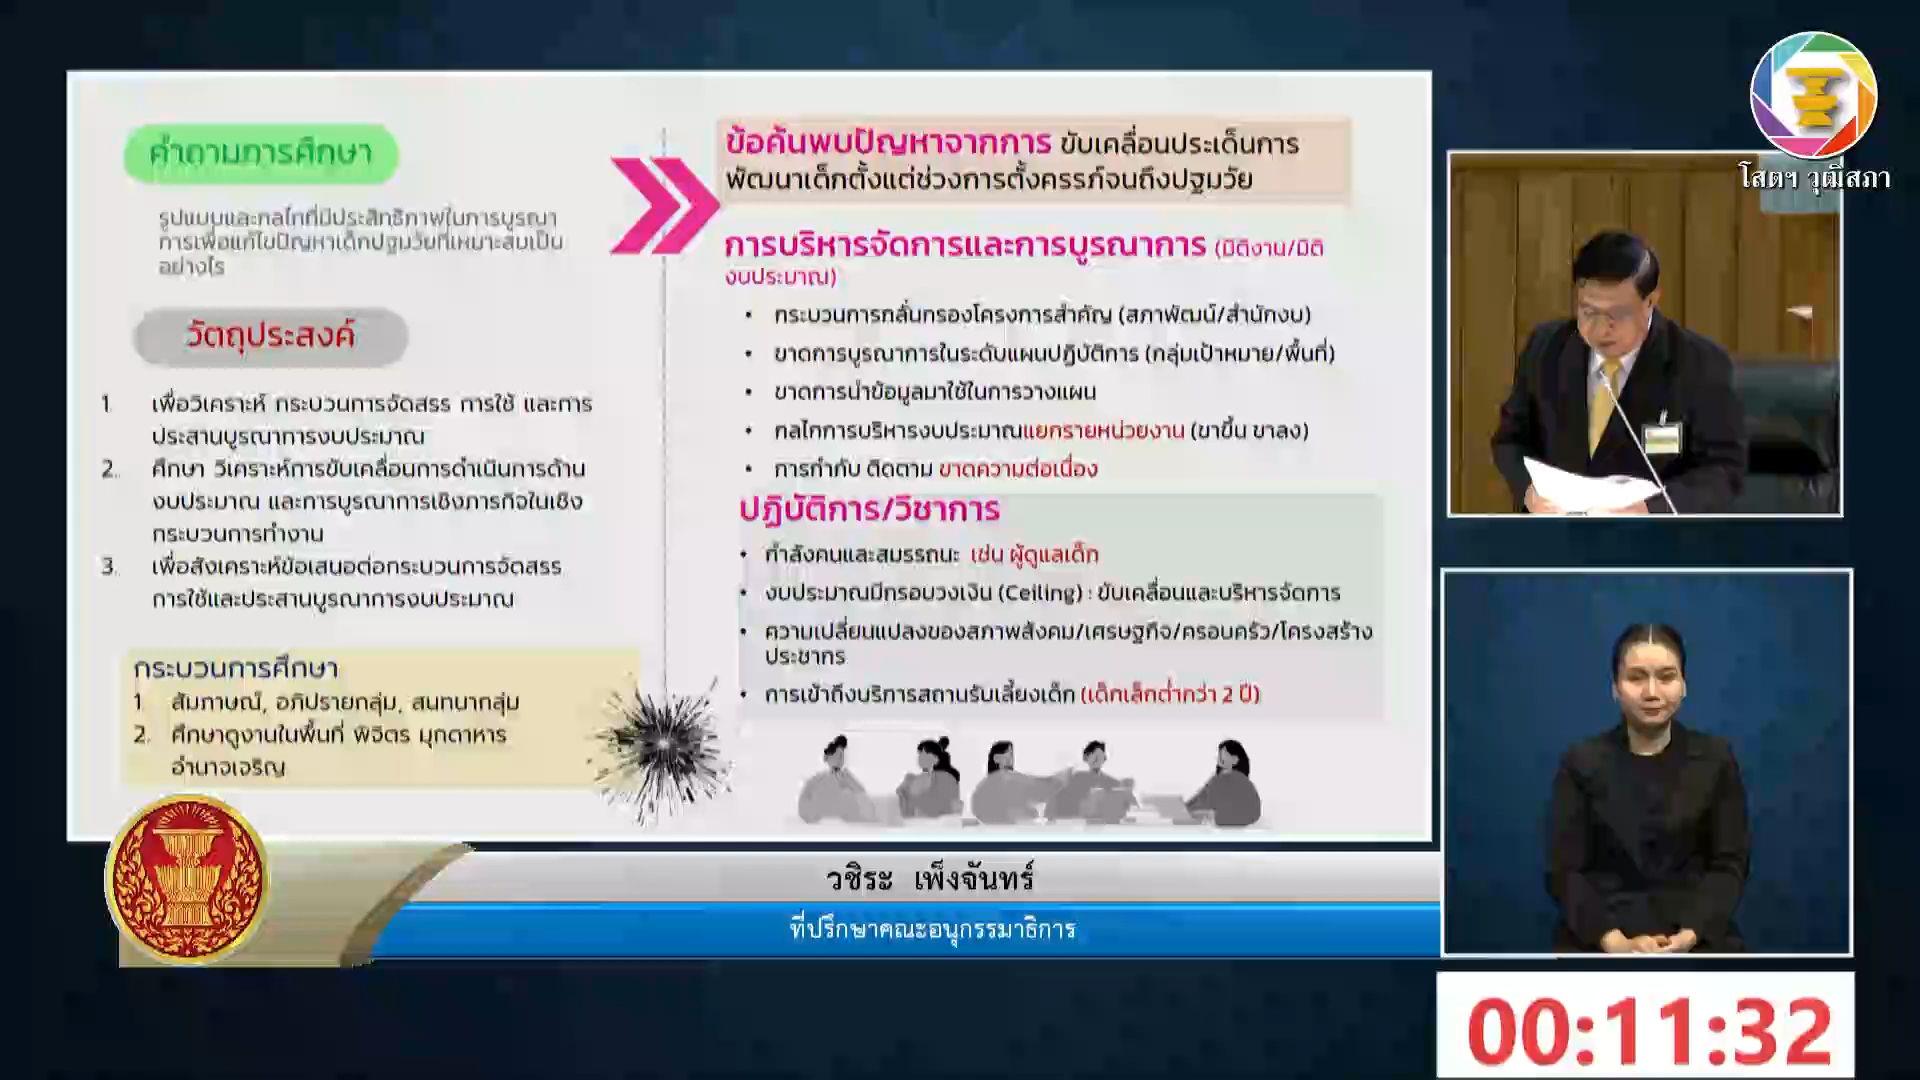 โสตฯ วุฒิสภา
คำถามการศึกษา
รูปแบบและกลไกที่มีประสิทธิภาพในการบูรณา
การเพื่อแก้ไขปัญหาเด็กปฐมวัยที่เหมาะสมเป็น
อย่างไร
วัตถุประสงค์
1. เพื่อวิเคราะห์ กระบวนการจัดสรร การใช้ และการ
ประสานบูรณาการงบประมาณ
2. ศึกษา วิเคราะห์การขับเคลื่อนการดำเนินการด้าน
งบประมาณ และการบูรณาการเชิงภารกิจในเชิง
กระบวนการทำงาน
3. เพื่อสังเคราะห์ข้อเสนอต่อกระบวนการจัดสรร
การใช้และประสานบูรณาการงบประมาณ
กระบวนการศึกษา
1. สัมภาษณ์, อภิปรายกลุ่ม, สนทนากลุ่ม
2. ศึกษาดูงานในพื้นที่ พิจิตร มุกดาหาร
อำนาจเจริญ
ข้อค้นพบปัญหาจากการ ขับเคลื่อนประเด็นการ
พัฒนาเด็กตั้งแต่ช่วงการตั้งครรภ์จนถึงปฐมวัย
การบริหารจัดการและการบูรณาการ (มิติงาน/มิติ
งบประมาณ)
• กระบวนการกลั่นกรองโครงการสำคัญ (สภาพัฒน์/สำนักงบ)
• ขาดการบูรณาการในระดับแผนปฏิบัติการ (กลุ่มเป้าหมาย/พื้นที่)
• ขาดการนำข้อมูลมาใช้ในการวางแผน
• กลไกการบริหารงบประมาณแยกรายหน่วยงาน (ขาขึ้น ขาลง)
• การกำกับ ติดตาม ขาดความต่อเนื่อง
ปฏิบัติการ/วิชาการ
• กำลังคนและสมรรถนะ เช่น ผู้ดูแลเด็ก
• งบประมาณมีกรอบวงเงิน (Ceiling) : ขับเคลื่อนและบริหารจัดการ
• ความเปลี่ยนแปลงของสภาพสังคม/เศรษฐกิจ/ครอบครัว/โครงสร้าง
ประชากร
• การเข้าถึงบริการสถานรับเลี้ยงเด็ก (เด็กเล็กต่ำกว่า 2 ปี)
วชิระ เพ็งจันทร์
ที่ปรึกษาคณะอนุกรรมาธิการ
00:11:32